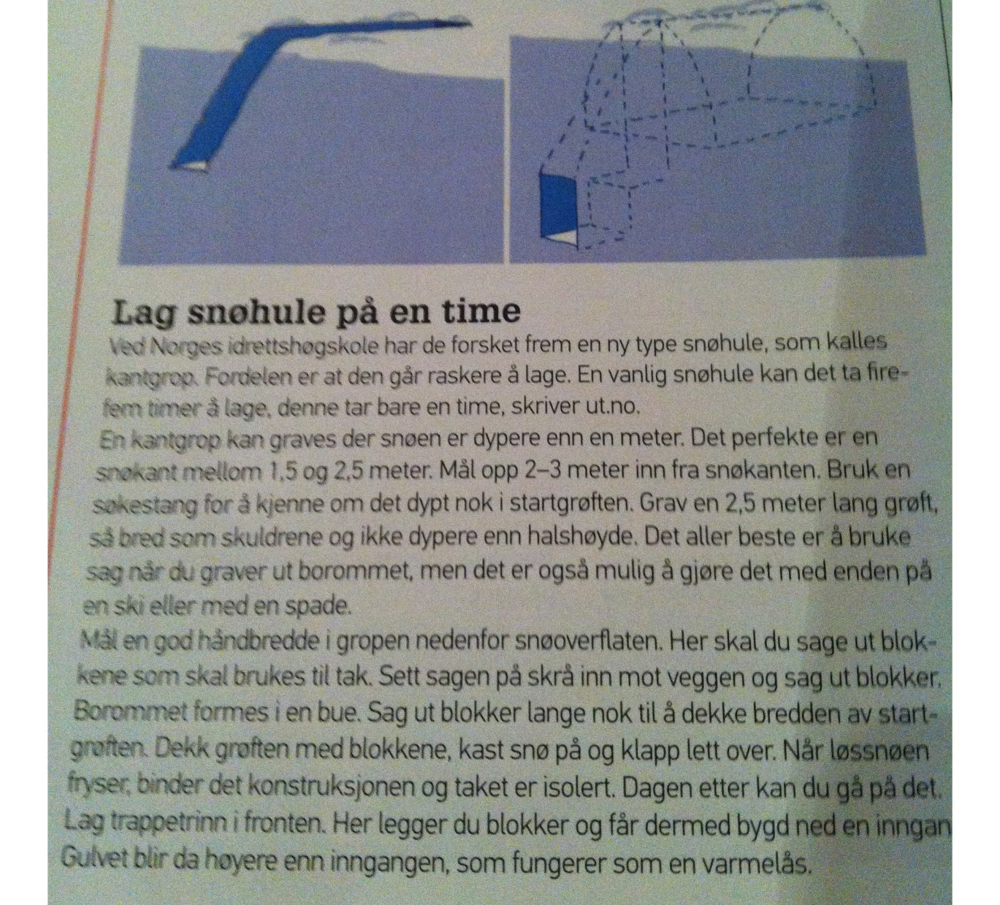 Lag snøhule på en time
Ved Norges idrettshøgskole har de forsket frem en ny type snøhule, som kalles
kantgrop. Fordelen er at den går raskere å lage. En vanlig snøhule kan det ta fire-
fem timer å lage, denne tar bare en time, skriver ut.no.
En kantgrop kan graves der snøen er dypere enn en meter. Det perfekte er en
snøkant mellom 1,5 og 2,5 meter. Mål opp 2–3 meter inn fra snøkanten. Bruk en
søkestang for å kjenne om det dypt nok i startgrøften. Grav en 2,5 meter lang grøft,
så bred som skuldrene og ikke dypere enn halshøyde. Det aller beste er å bruke
sag når du graver ut borommet, men det er også mulig å gjøre det med enden på
en ski eller med en spade.
Mål en god håndbredde i gropen nedenfor snøoverflaten. Her skal du sage ut blok-
kene som skal brukes til tak. Sett sagen på skrå inn mot veggen og sag ut blokker.
Borommet formes i en bue. Sag ut blokker lange nok til å dekke bredden av start-
grøften. Dekk grøften med blokkene, kast snø på og klapp lett over. Når løssnøen
fryser, binder det konstruksjonen og taket er isolert. Dagen etter kan du gå på det.
Lag trappetrinn i fronten. Her legger du blokker og får dermed bygd ned en inngan
Gulvet blir da høyere enn inngangen, som fungerer som en varmelås.